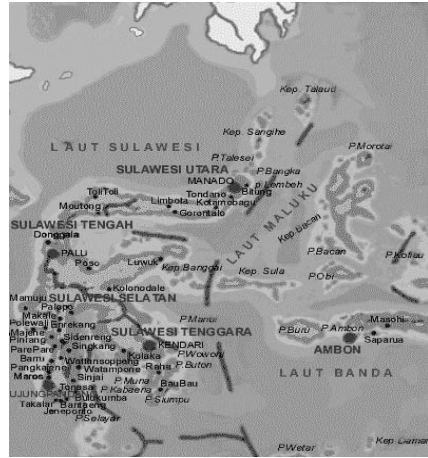 Kep. Talaud
Kep. Sangihe
LAUT SULAWESI
P.Morotai
P.Talesei
SULAWESI UTARA
P.Bangka
MANADO
Tondano
Bitung
P. Lembeh
ToliToli
Limbota
Kotamobagu
Moutong
Gorontalo
LAUT MALUKU
Kep.bacan
SULAWESI TENGAH
Donggala
P.Bacan
P.Kofiau
PALU
Luwuk
Poso
Kep.Banggai
Kep. Sula
P.Obi
Kolonodale
Mamuju
SULAWESI SELATAN
Palopo
Makale
P.Manui
Polewali
Enrekang
Majene
SULAWESI TENGGARA
P.Buru
P.Ambon
Masohi
Pinrang
Sidenreng
KENDARI
Saparua
Singkang
ParePare
Kolaka
P.Wowoni
AMBON
Barru
Wattansoppang
Pangkajene
Watampone
Raha
P.Buton
LAUT BANDA
Maros
P.Muna
Sinjai
P.Kabaena
BauBau
Bulukumba
P.Siumpu
Takalar
Bantaeng
Jeneponto
P.Selayar
P.Wetar